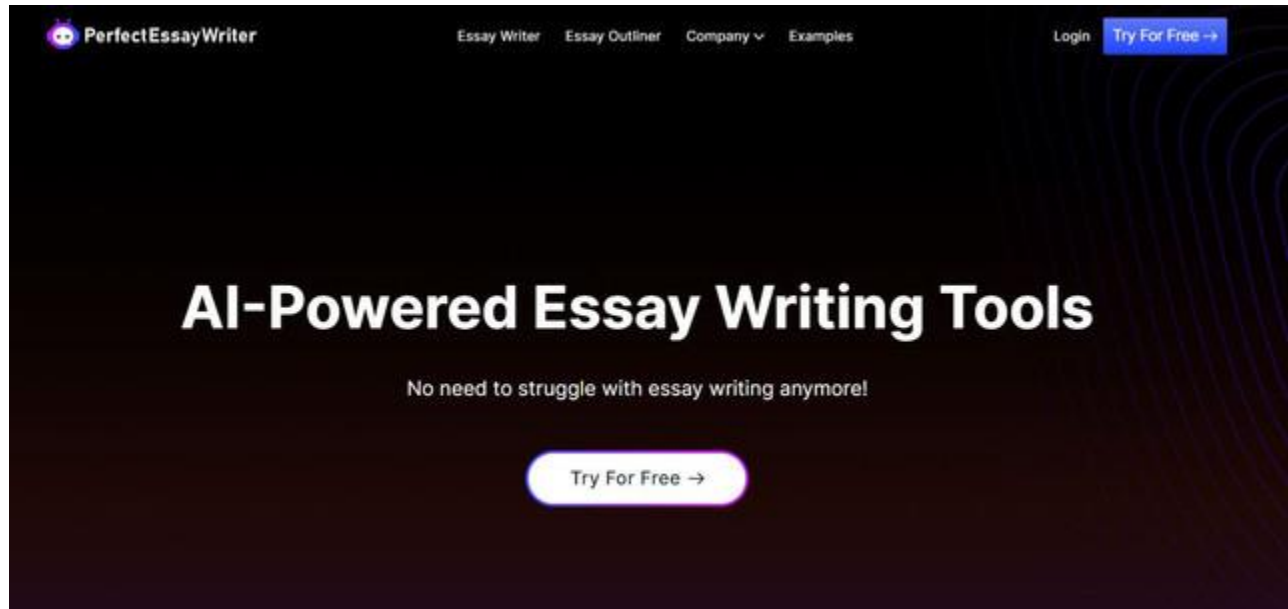 PerfectEssayWriter
Essay Writer
Essay Outliner
Company
Examples
Login
Try For Free →
AI-Powered Essay Writing Tools
No need to struggle with essay writing anymore!
Try For Free →